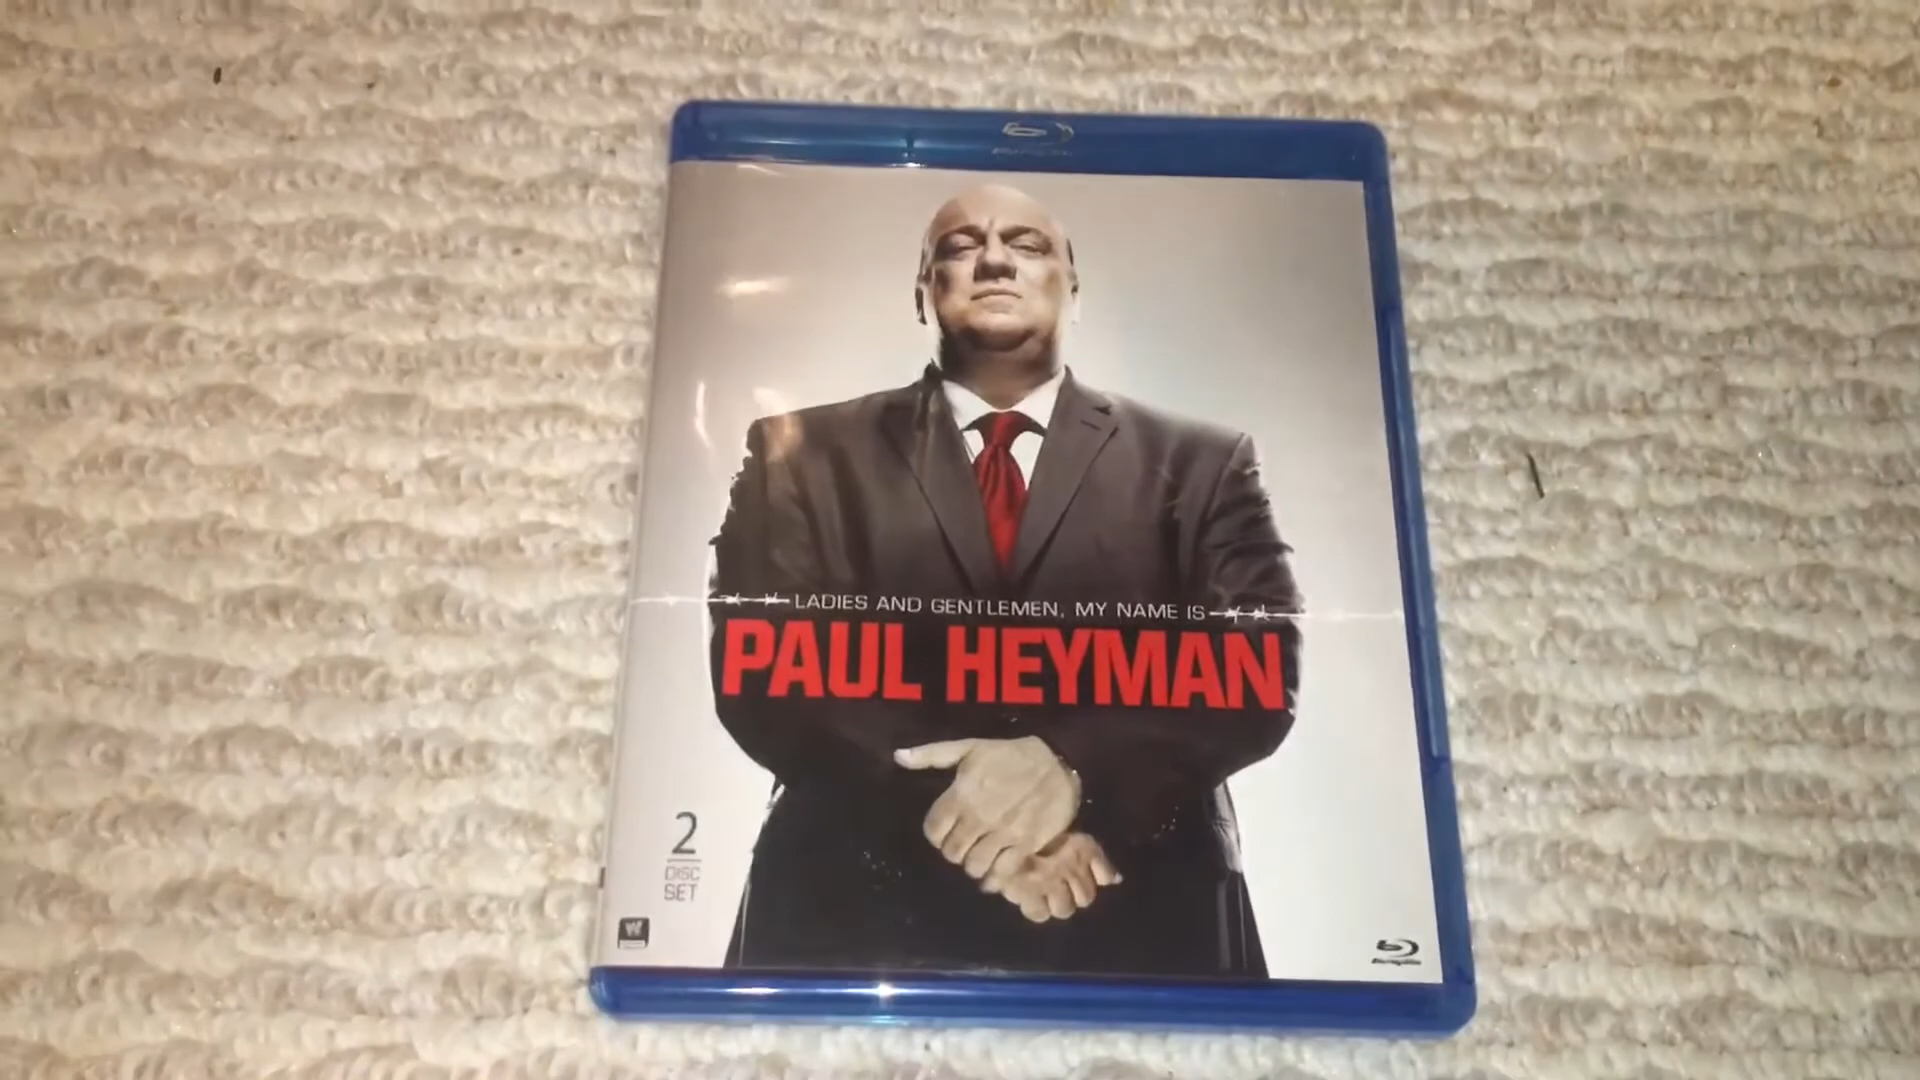 LADIES AND GENTLEMEN, MY NAME IS
PAUL HEYMAN
2
DISC
SET